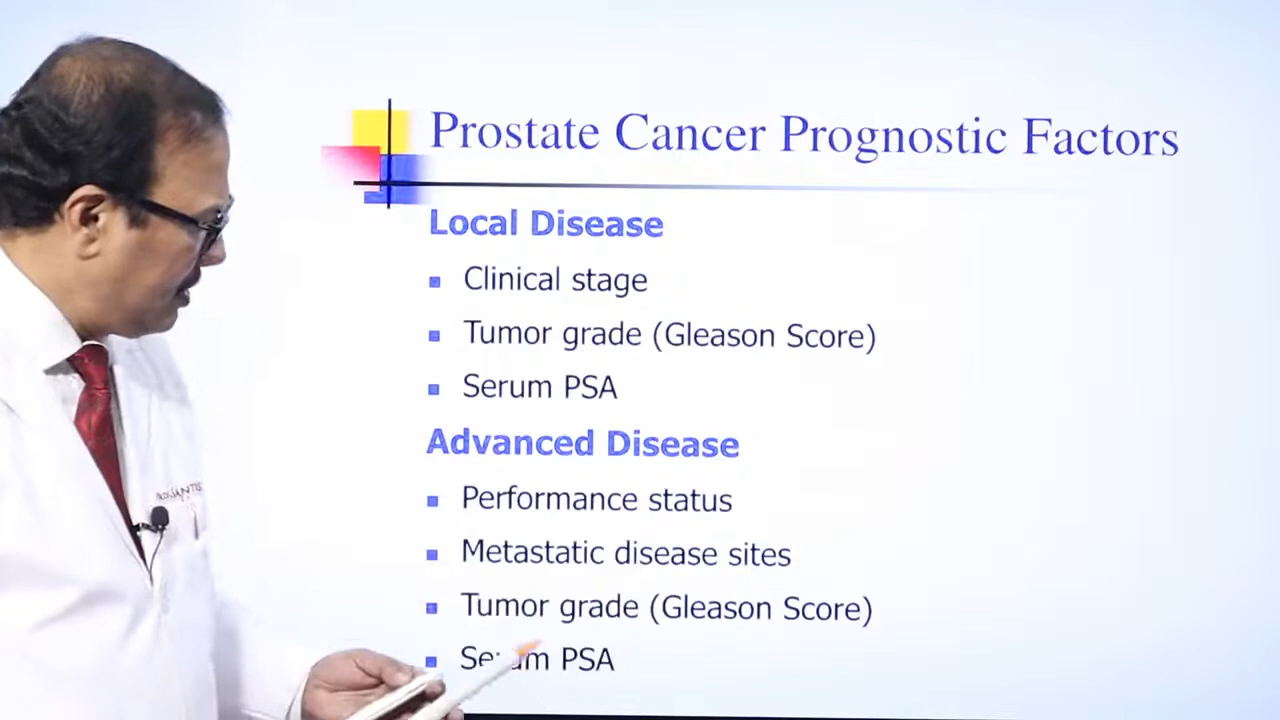 Prostate Cancer Prognostic Factors
Local Disease
Clinical stage
Tumor grade (Gleason Score)
Serum PSA
Advanced Disease
Performance status
Metastatic disease sites
Tumor grade (Gleason Score)
Serum PSA